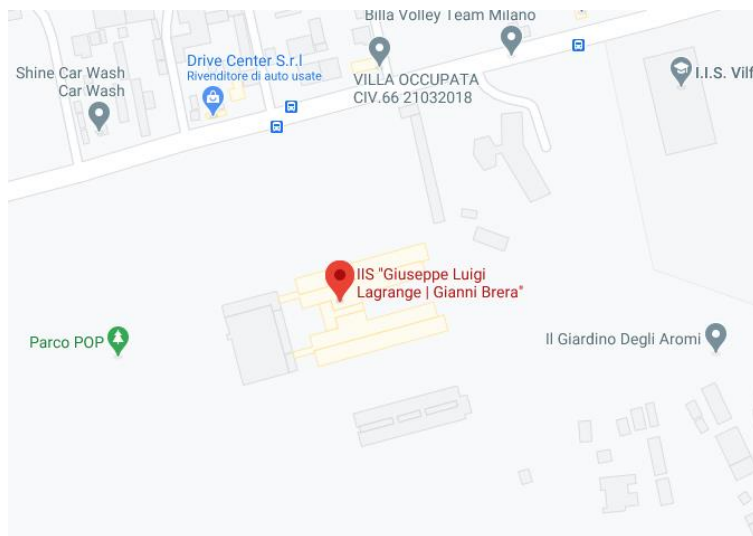 Billa Volley Team Milano
Drive Center S.r.l
Rivenditore di auto usate
Shine Car Wash
Car Wash
VILLA OCCUPATA
CIV.66 21032018
I.I.S. Vilf
IIS "Giuseppe Luigi
Lagrange | Gianni Brera"
Parco POP
Il Giardino Degli Aromi